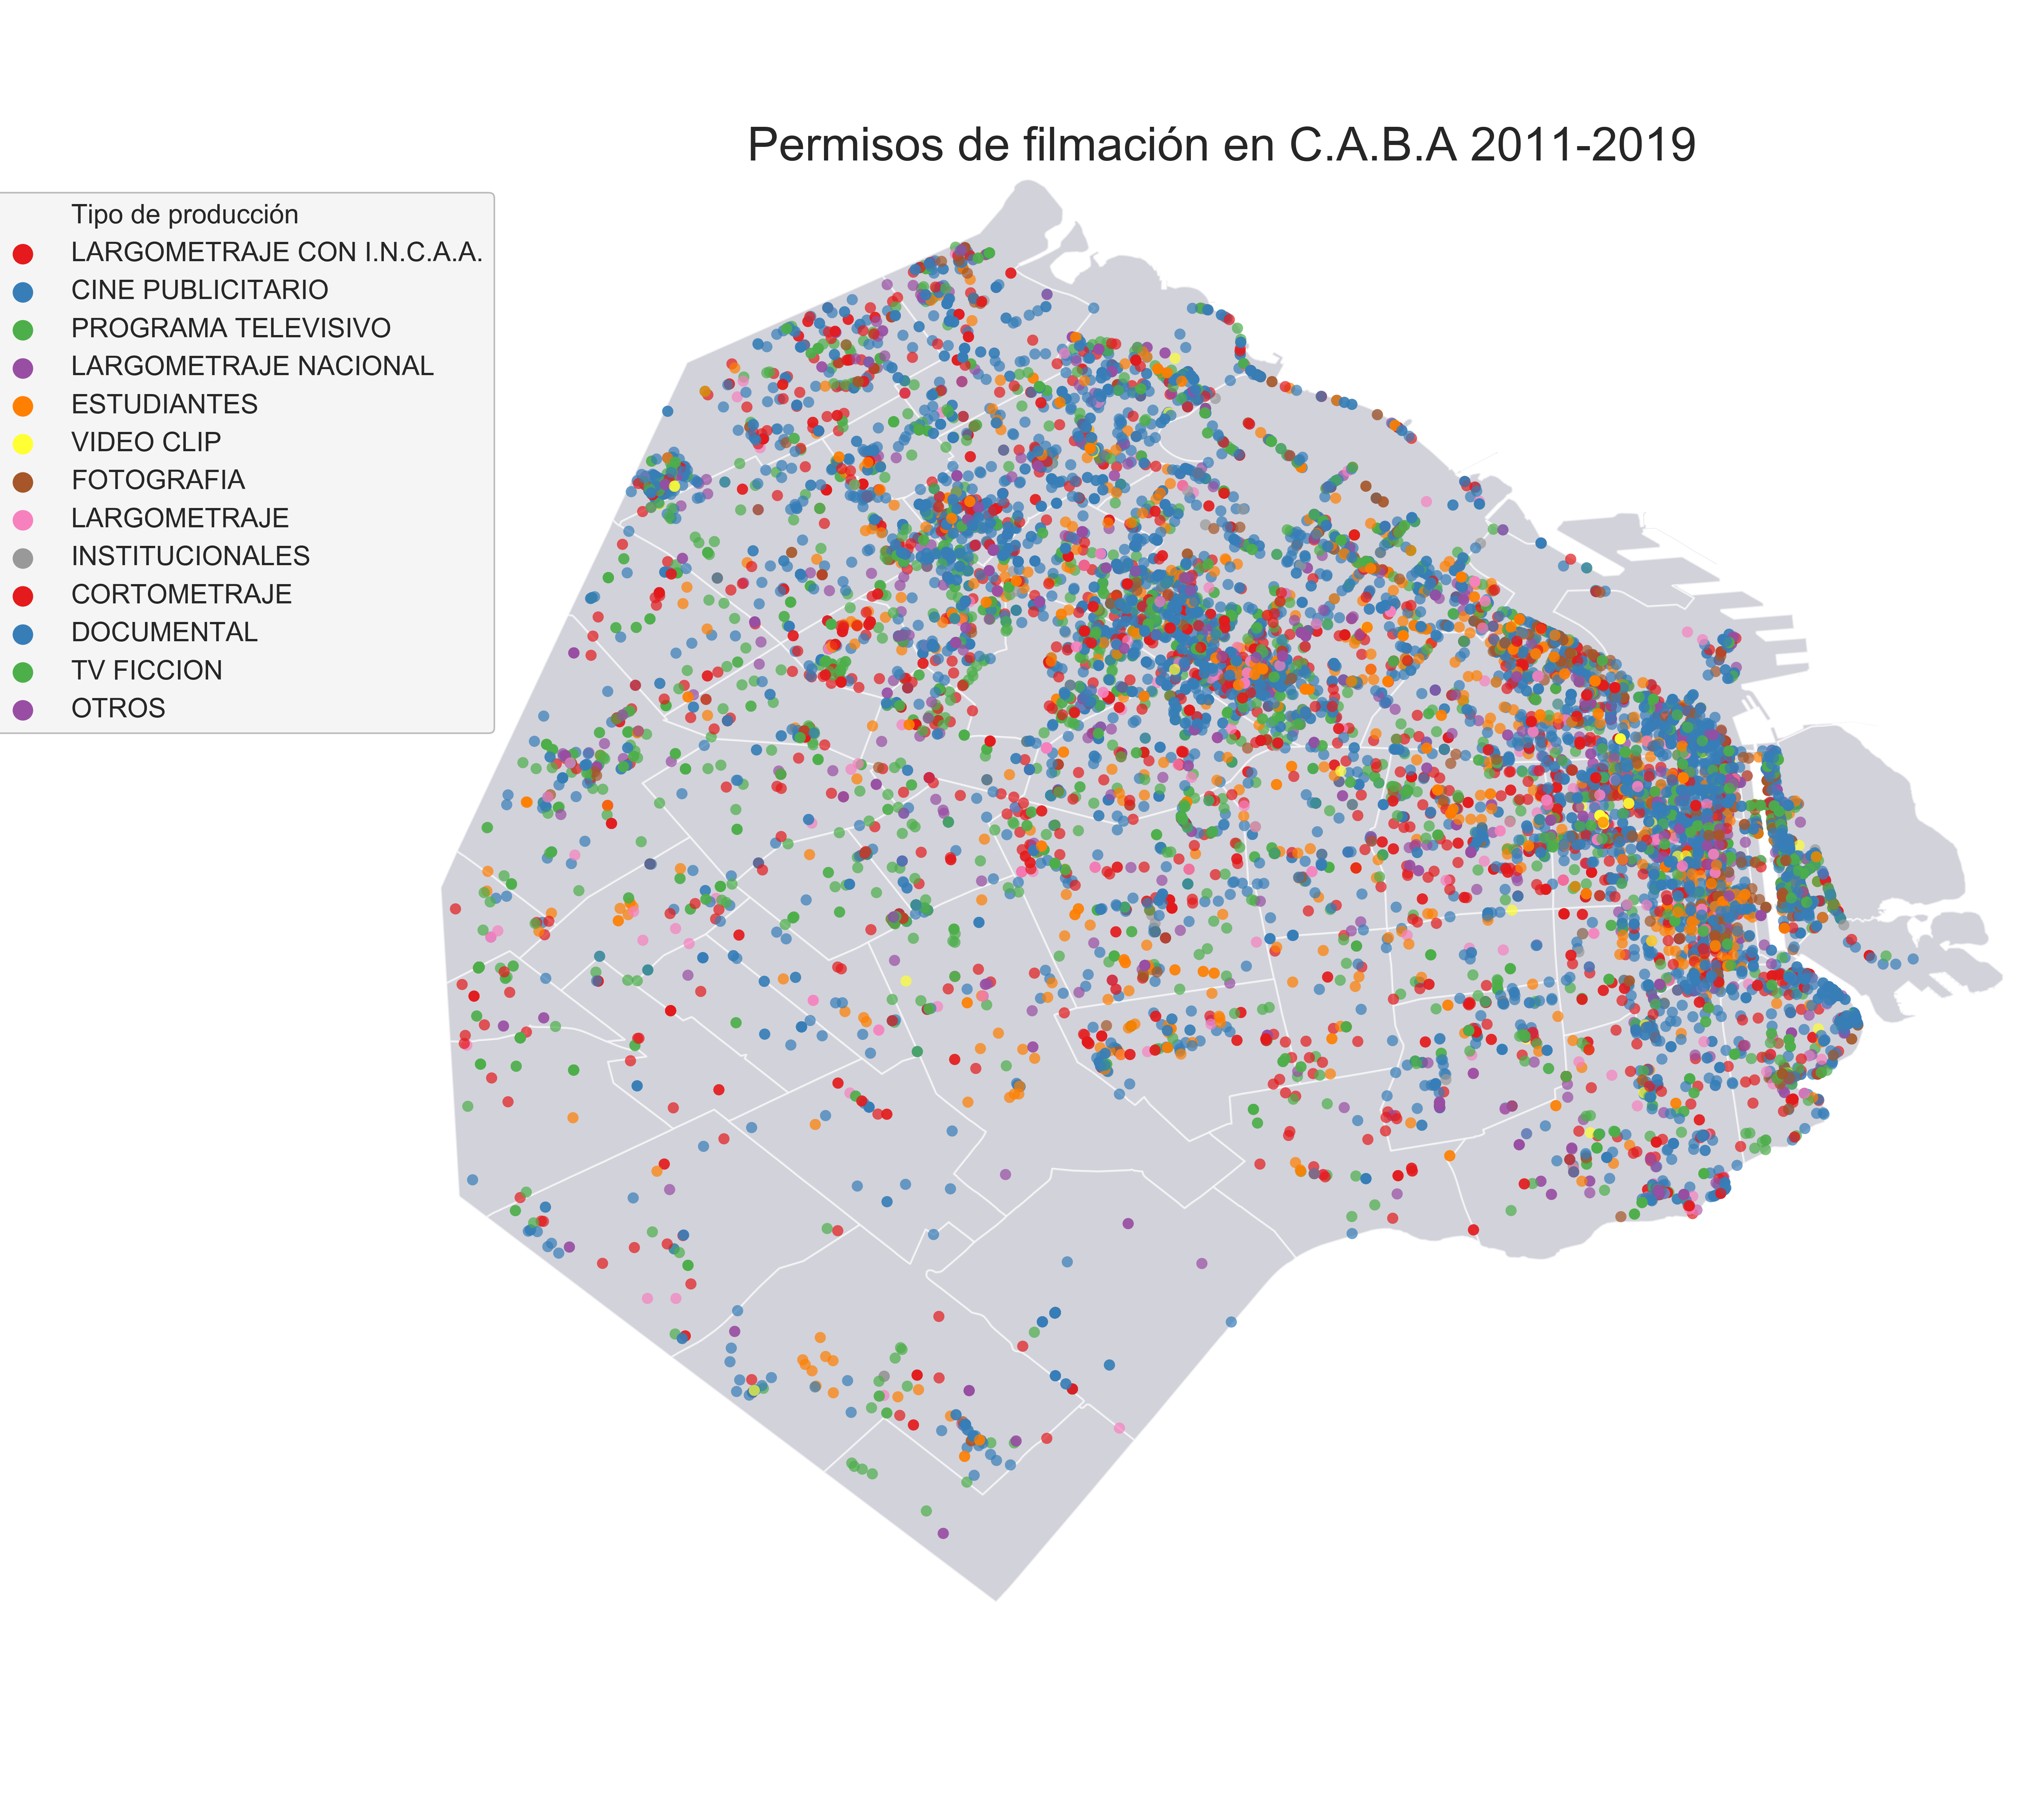 Permisos de filmación en C.A.B.A 2011-2019
Tipo de producción
LARGOMETRAJE CON I.N.C.A.A.
CINE PUBLICITARIO
PROGRAMA TELEVISIVO
LARGOMETRAJE NACIONAL
ESTUDIANTES
VIDEO CLIP
FOTOGRAFIA
LARGOMETRAJE
INSTITUCIONALES
CORTOMETRAJE
DOCUMENTAL
TV FICCION
OTROS